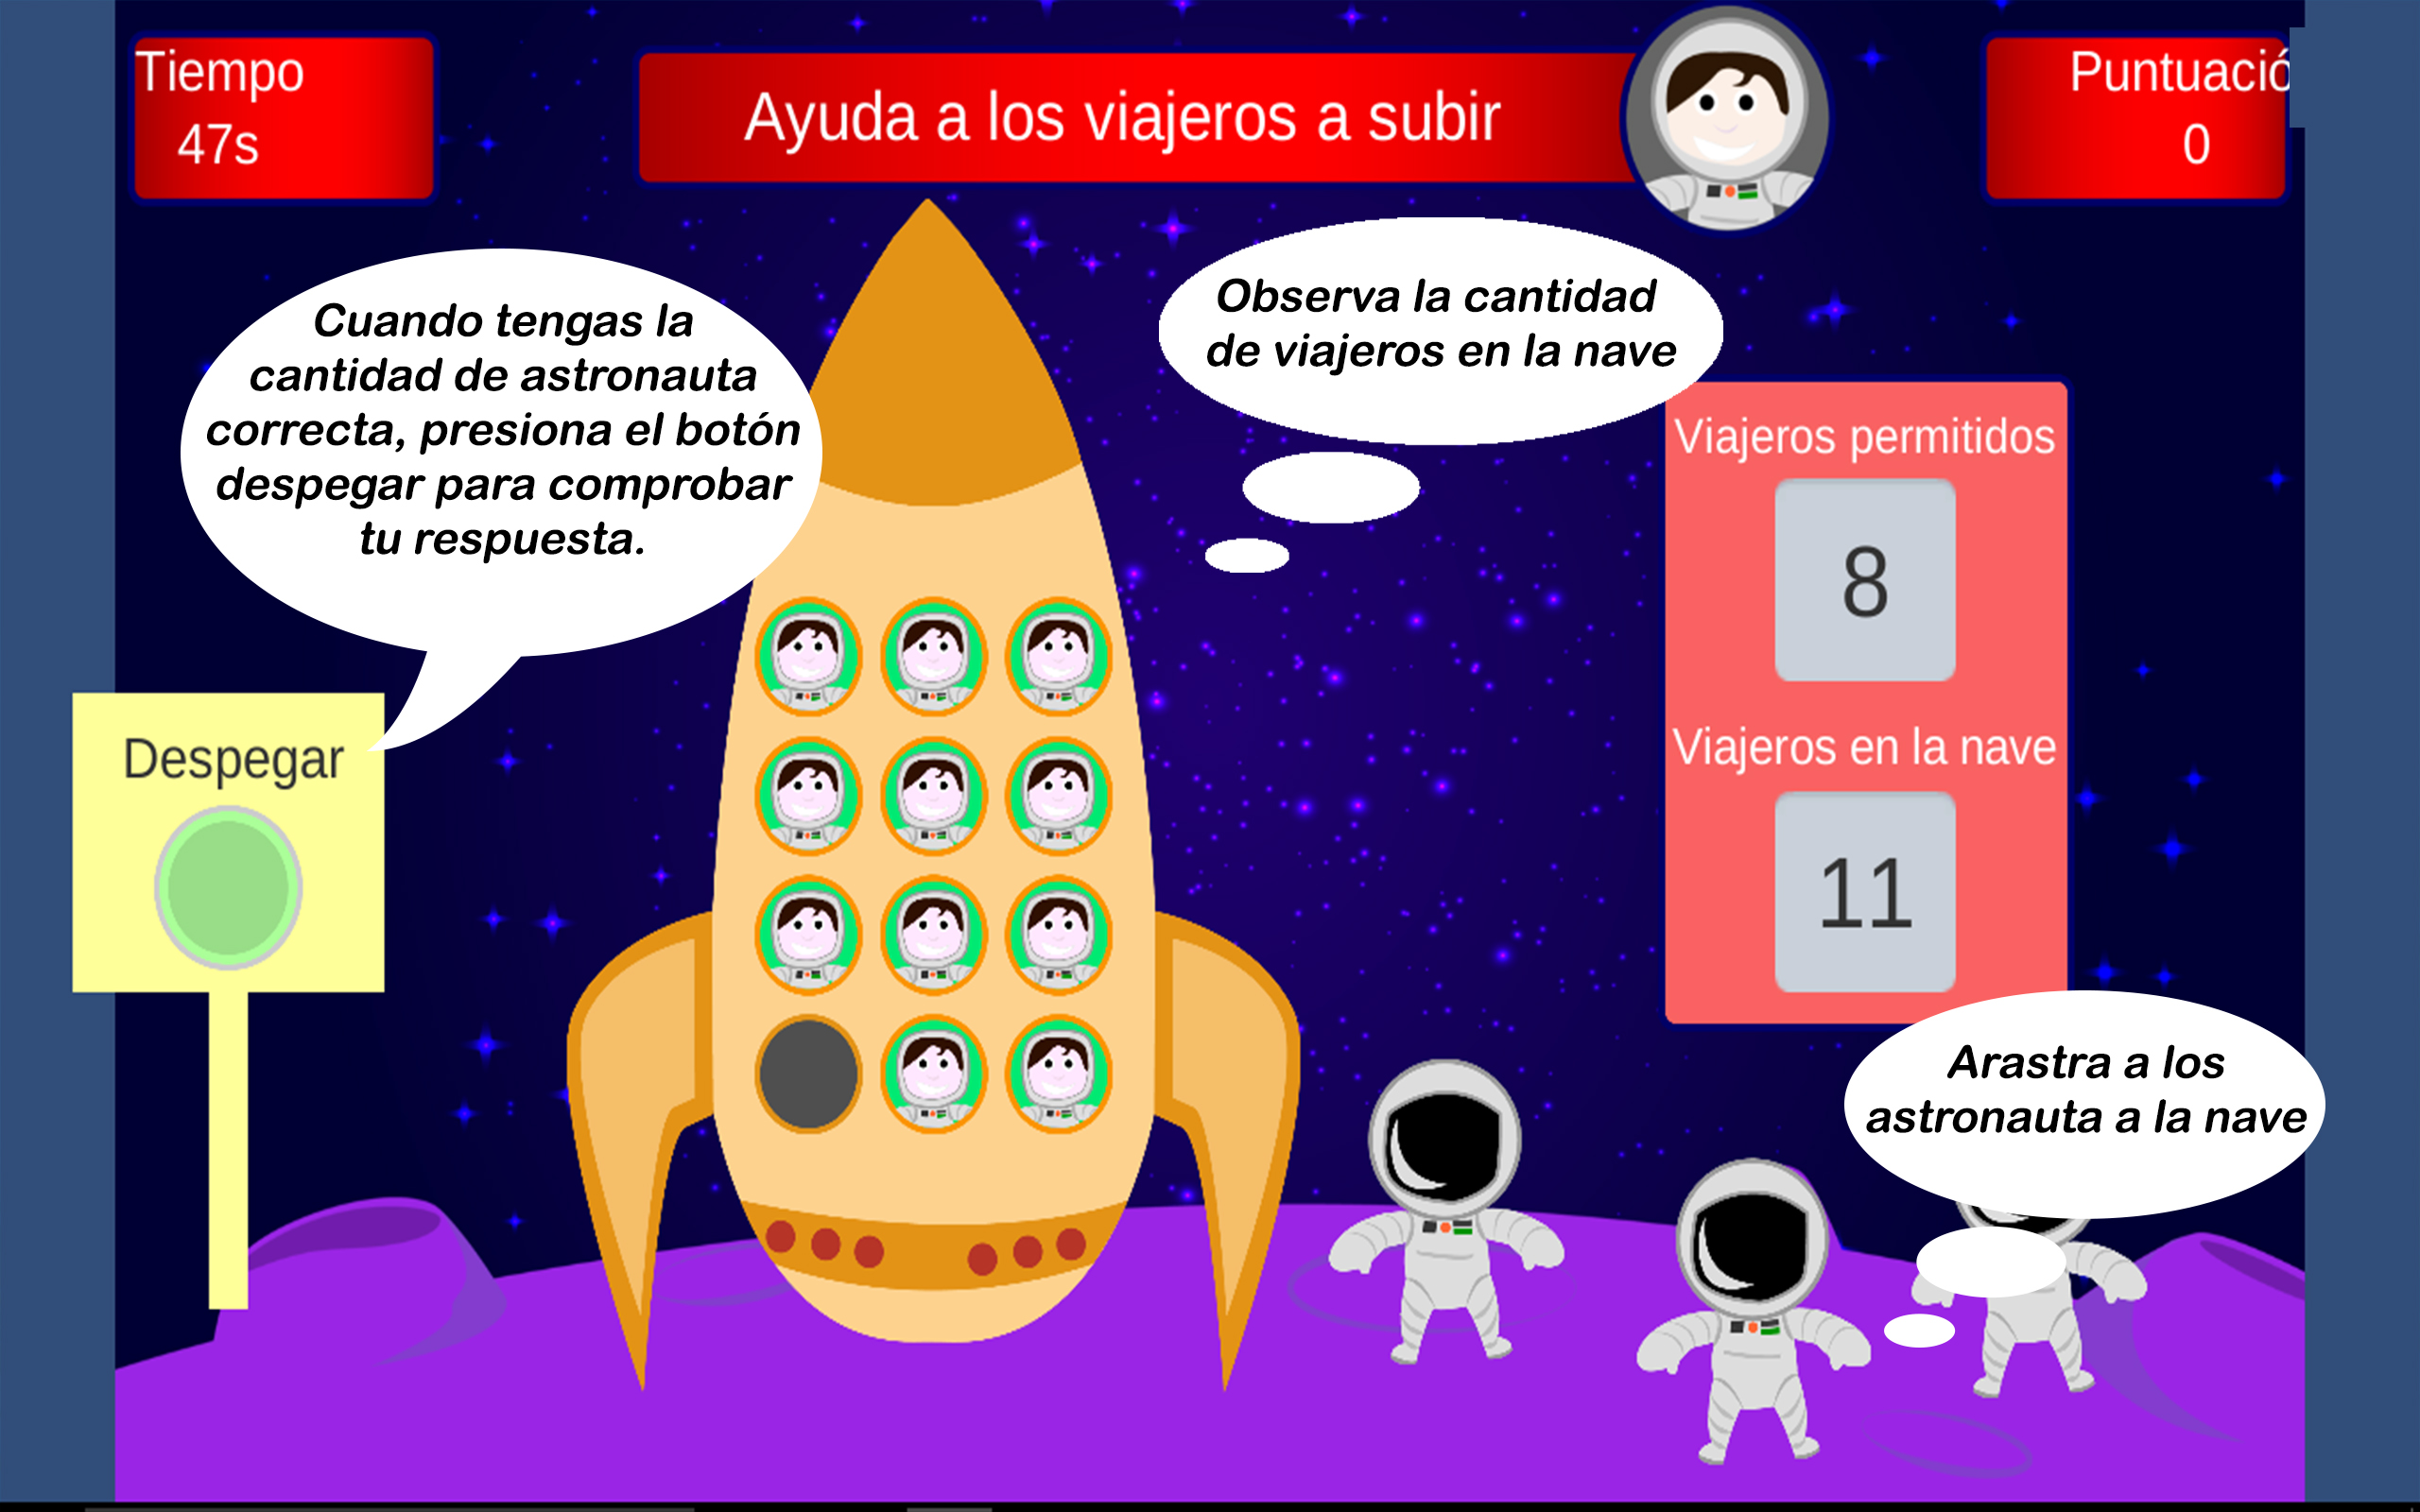 Tiempo
47s
Ayuda a los viajeros a subir
Puntuació
0
Cuando tengas la
cantidad de astronauta
correcta, presiona el botón
despegar para comprobar
tu respuesta.
Observa la cantidad
de viajeros en la nave
Viajeros permitidos
8
Viajeros en la nave
11
Despegar
Arastra a los
astronauta a la nave